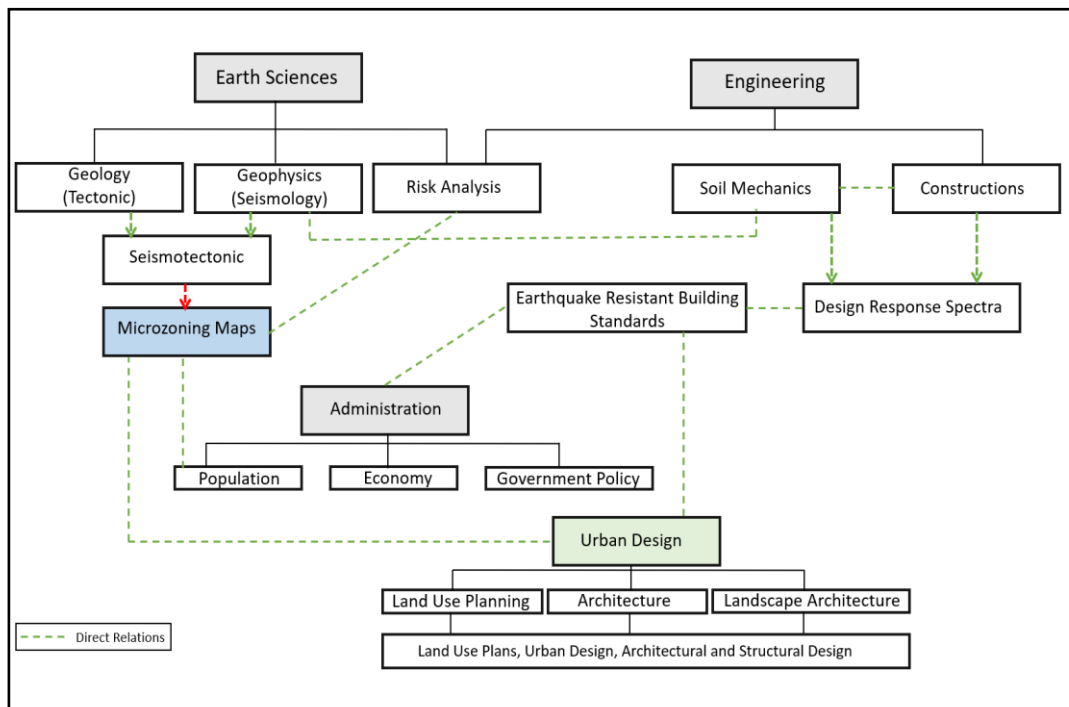 Earth Sciences
Engineering
Geology
(Tectonic)
Geophysics
(Seismology)
Risk Analysis
Soil Mechanics
Constructions
Seismotectonic
Earthquake Resistant Building
Standards
Design Response Spectra
Microzoning Maps
Administration
Population
Economy
Government Policy
Urban Design
Land Use Planning
Architecture
Landscape Architecture
Direct Relations
Land Use Plans, Urban Design, Architectural and Structural Design